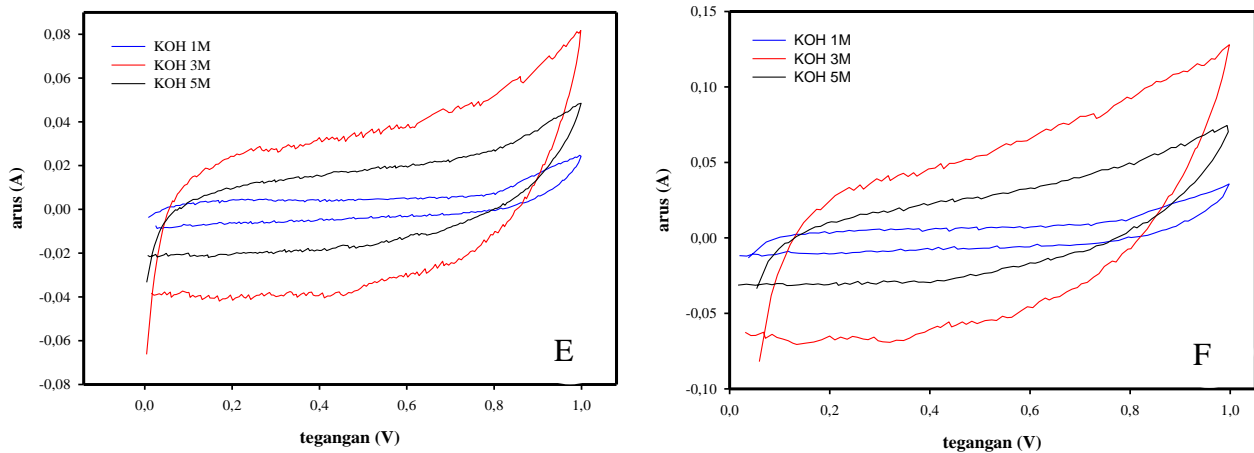 0,08
0,06
0,04
0,02
0,00
-0,02
-0,04
-0,06
-0,08
arus (A)
KOH 1M
KOH 3M
KOH 5M
E
0,0 0,2 0,4 0,6 0,8 1,0
tegangan (V)
0,15
0,10
0,05
0,00
-0,05
-0,10
arus (A)
KOH 1M
KOH 3M
KOH 5M
F
0,0 0,2 0,4 0,6 0,8 1,0
tegangan (V)